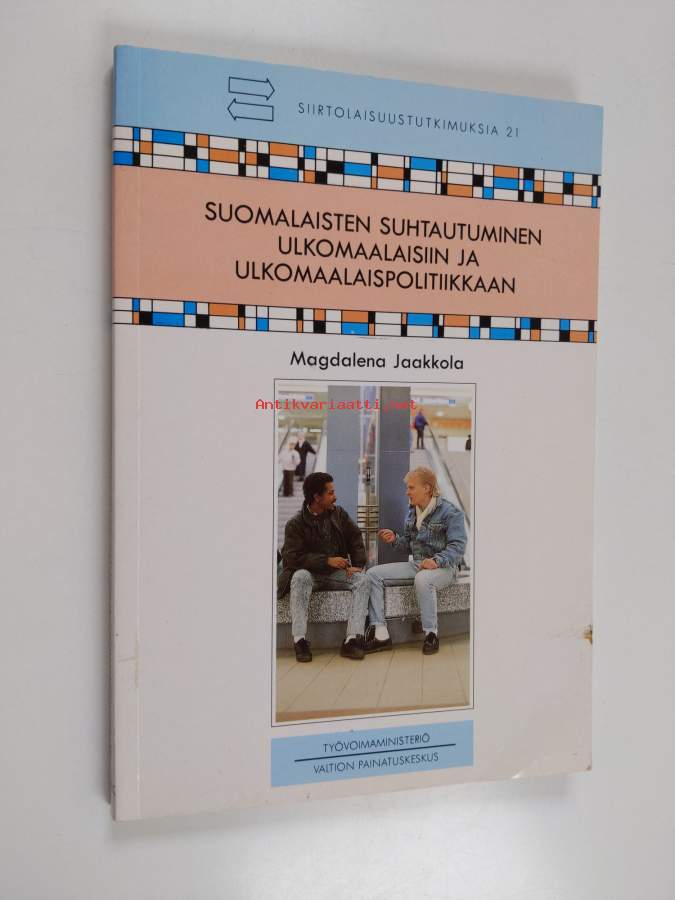 SIIRTOLAISUUSTUTKIMUKSIA 21
SUOMALAISTEN SUHTAUTUMINEN
ULKOMAALAISIIN JA
ULKOMAALAISPOLITIIKKAAN
Magdalena Jaakkola
Antikvariaatti.net
TYÖVOIMAMINISTERIÖ
VALTION PAINATUSKESKUS